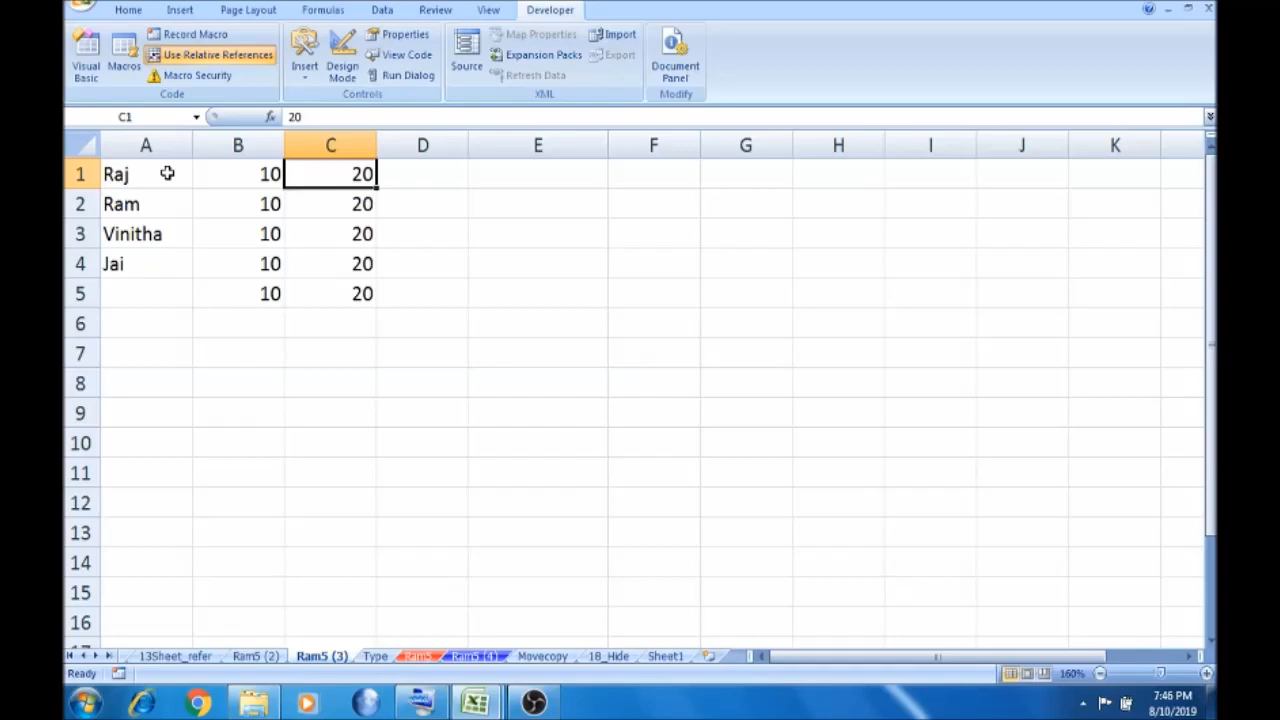 Home Insert Page Layout Formulas Data Review View Developer
Visual Basic
Macros
Record Macro
Use Relative References
Macro Security
Code
Insert
Design Mode
Properties
View Code
Run Dialog
Controls
Source
Map Properties
Expansion Packs
Refresh Data
Import
Export
XML
Document Panel
Modify
C1 fx 20
A B C D E F G H I J K
1 Raj 10 20
2 Ram 10 20
3 Vinitha 10 20
4 Jai 10 20
5 10 20
6
7
8
9
10
11
12
13
14
15
16
13Sheet_refer Ram5 (2) Ram5 (3) Type Ram5 Ram5 (4) Movecopy 18_Hide Sheet1
Ready 160%
7:46 PM
8/10/2019